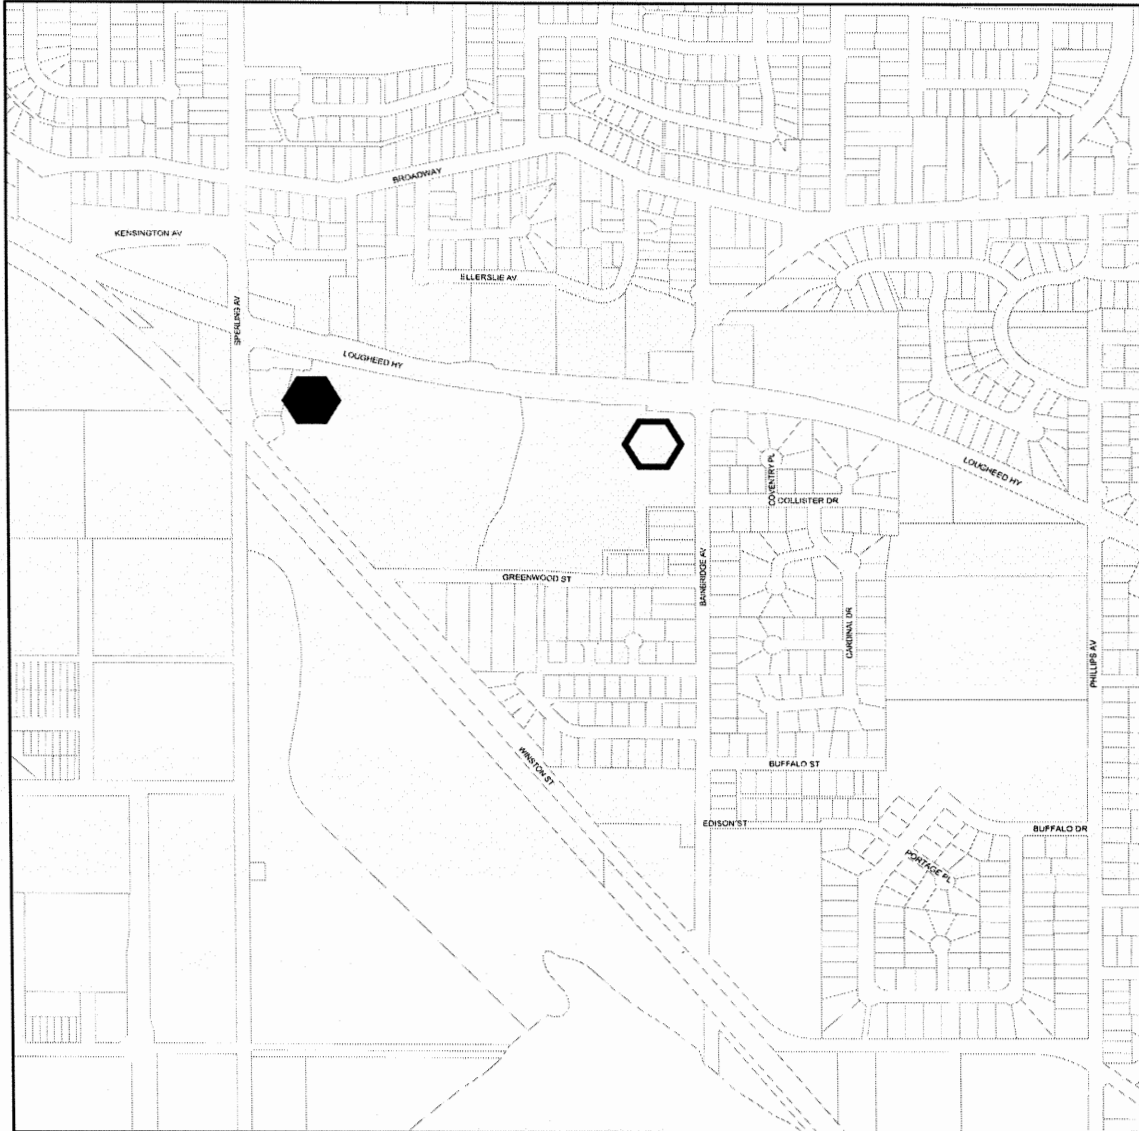 BROADWAY
KENSINGTON AV
ELLERSLIE AV
SPERLING AV
LOUGHEED HY
LOUGHEED HY
COVENTRY PL
COLLISTER DR
BAINBRIDGE AV
GREENWOOD ST
CARDINAL DR
PHILLIPS AV
WINSTON ST
BUFFALO ST
EDISON ST
BUFFALO DR
PORTAGE PL